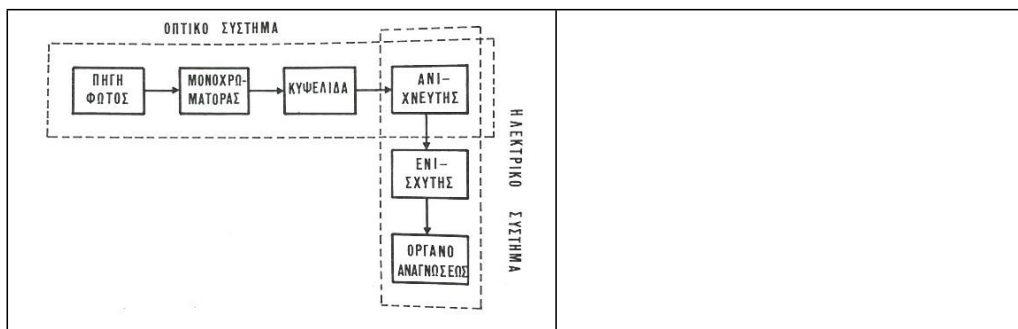 ΟΠΤΙΚΟ ΣΥΣΤΗΜΑ
ΠΗΓΗ
ΦΩΤΟΣ
ΜΟΝΟΧΡΩ-
ΜΑΤΟΡΑΣ
ΚΥΨΕΛΙΔΑ
ΑΝΙ-
ΧΝΕΥΤΗΣ
ΕΝΙ-
ΣΧΥΤΗΣ
ΟΡΓΑΝΟ
ΑΝΑΓΝΩΣΕΩΣ
ΗΛΕΚΤΡΙΚΟ ΣΥΣΤΗΜΑ